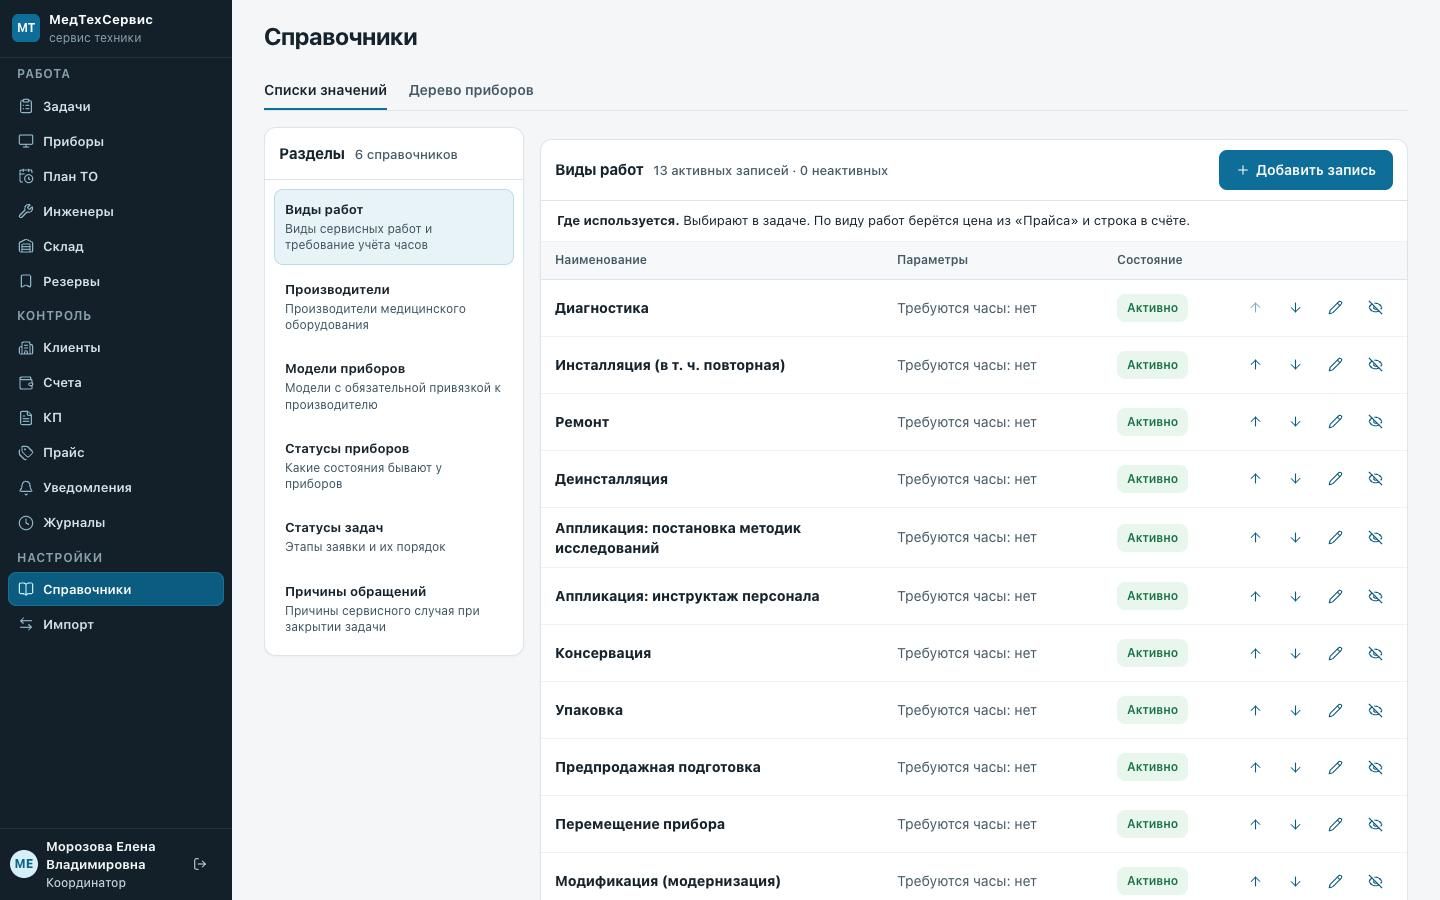 МТ
МедТехСервис
сервис техники
РАБОТА
Задачи
Приборы
План ТО
Инженеры
Склад
Резервы
КОНТРОЛЬ
Клиенты
Счета
КП
Прайс
Уведомления
Журналы
НАСТРОЙКИ
Справочники
Импорт
МЕ
Морозова Елена
Владимировна
Координатор
Справочники
Списки значений
Дерево приборов
Разделы 6 справочников
Виды работ
Виды сервисных работ и
требование учёта часов
Производители
Производители медицинского
оборудования
Модели приборов
Модели с обязательной привязкой к
производителю
Статусы приборов
Какие состояния бывают у
приборов
Статусы задач
Этапы заявки и их порядок
Причины обращений
Причины сервисного случая при
закрытии задачи
Виды работ 13 активных записей · 0 неактивных
+ Добавить запись
Где используется. Выбирают в задаче. По виду работ берётся цена из «Прайса» и строка в счёте.
Наименование Параметры Состояние
Диагностика Требуются часы: нет Активно
Инсталляция (в т. ч. повторная) Требуются часы: нет Активно
Ремонт Требуются часы: нет Активно
Деинсталляция Требуются часы: нет Активно
Аппликация: постановка методик
исследований Требуются часы: нет Активно
Аппликация: инструктаж персонала Требуются часы: нет Активно
Консервация Требуются часы: нет Активно
Упаковка Требуются часы: нет Активно
Предпродажная подготовка Требуются часы: нет Активно
Перемещение прибора Требуются часы: нет Активно
Модификация (модернизация) Требуются часы: нет Активно